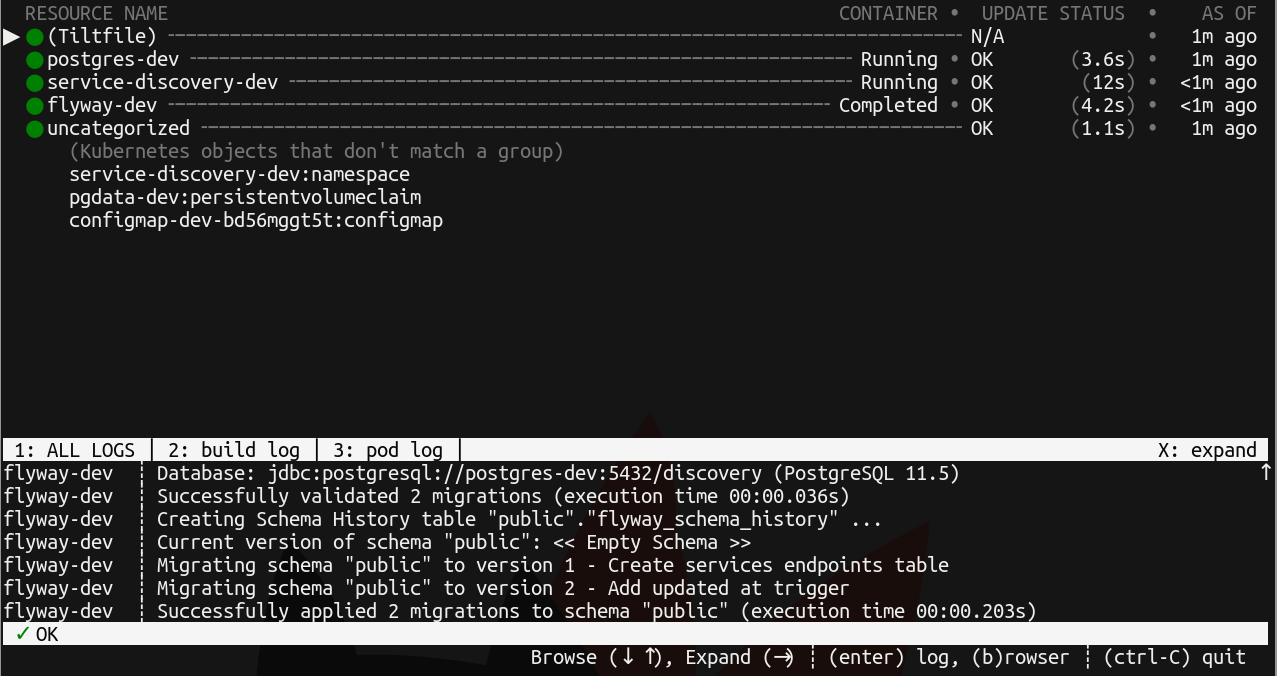 RESOURCE NAME CONTAINER • UPDATE STATUS • AS OF
(Tiltfile) N/A • 1m ago
postgres-dev Running • OK (3.6s) • 1m ago
service-discovery-dev Running • OK (12s) • <1m ago
flyway-dev Completed • OK (4.2s) • <1m ago
uncategorized OK (1.1s) • 1m ago
(Kubernetes objects that don't match a group)
service-discovery-dev:namespace
pgdata-dev:persistentvolumeclaim
configmap-dev-bd56mggt5t:configmap
1: ALL LOGS │ 2: build log │ 3: pod log │ X: expand
flyway-dev ┆ Database: jdbc:postgresql://postgres-dev:5432/discovery (PostgreSQL 11.5) ↑
flyway-dev ┆ Successfully validated 2 migrations (execution time 00:00.036s)
flyway-dev ┆ Creating Schema History table "public"."flyway_schema_history" ...
flyway-dev ┆ Current version of schema "public": << Empty Schema >>
flyway-dev ┆ Migrating schema "public" to version 1 - Create services endpoints table
flyway-dev ┆ Migrating schema "public" to version 2 - Add updated at trigger
flyway-dev ┆ Successfully applied 2 migrations to schema "public" (execution time 00:00.203s)
✓ OK
Browse (↓ ↑), Expand (→) ┆ (enter) log, (b)rowser ┆ (ctrl-C) quit